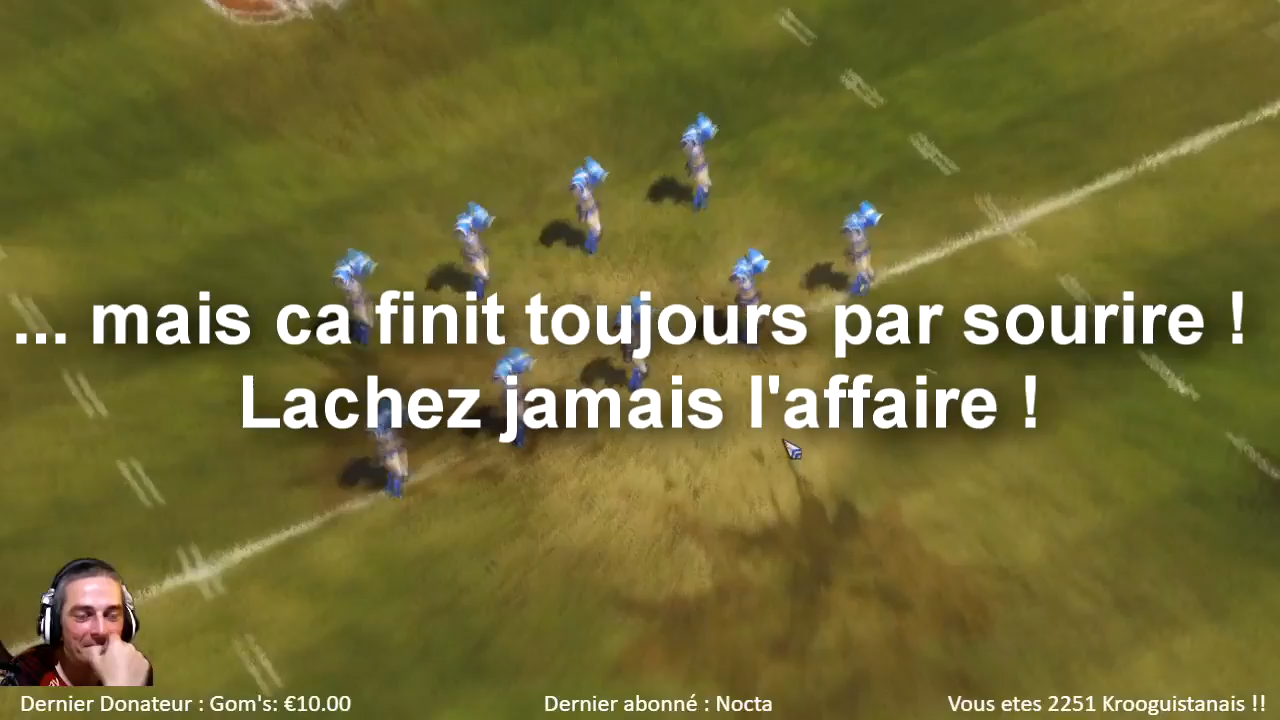 ... mais ca finit toujours par sourire !
Lachez jamais l'affaire !
Dernier Donateur : Gom's: €10.00
Dernier abonné : Nocta
Vous etes 2251 Krooguistanais !!